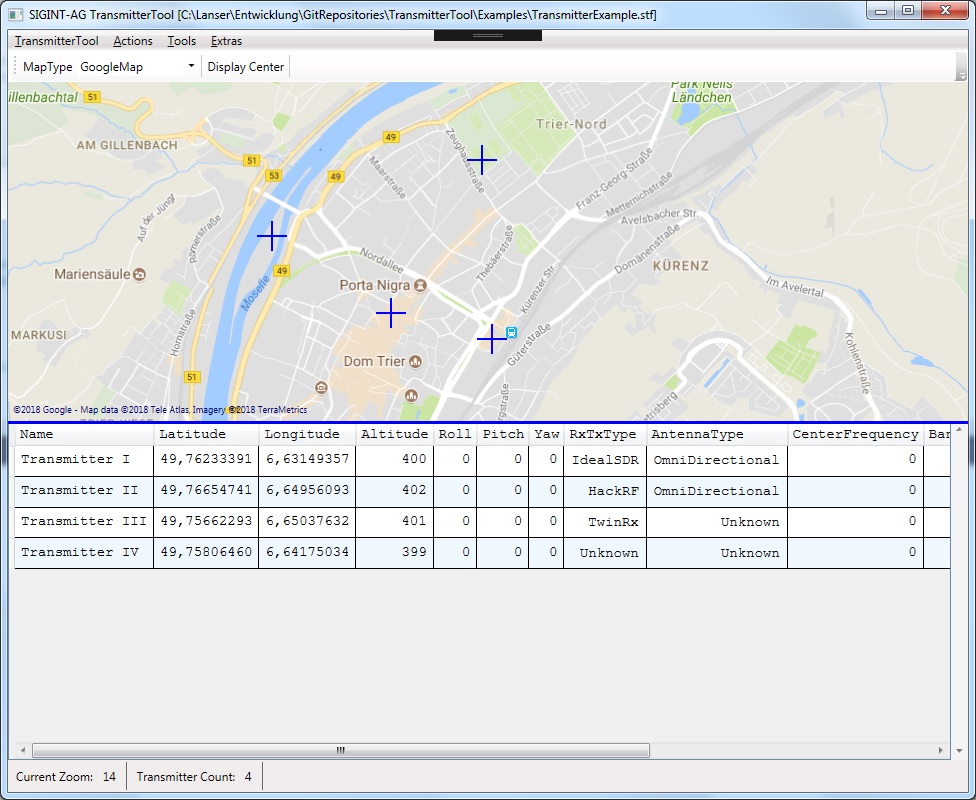 SIGINT-AG TransmitterTool [C:\Lanser\Entwicklung\GitRepositories\TransmitterTool\Examples\TransmitterExample.stf]
TransmitterTool Actions Tools Extras
MapType GoogleMap Display Center
illenbachtal 51
Park Nells
Ländchen
Trier-Nord
AM GILLENBACH
49
51
53
49
Zeughausstraße
Maarstraße
Franz-Georg-Straße
Metternichstraße
Avelsbacher Str.
Auf der Jüngt
Römerstraße
Thebäerstraße
Domänenstraße
Nordallee
KÜRENZ
Mariensäule
49
Moselle
Porta Nigra
Kürenzer Str.
Im Avelertal
MARKUSI
Hornstraße
Güterstraße
Kohlenstraße
Dom Trier
51
etrisberg
©2018 Google - Map data ©2018 Tele Atlas, Imagery ©2018 TerraMetrics
Name Latitude Longitude Altitude Roll Pitch Yaw RxTxType AntennaType CenterFrequency Bar
Transmitter I 49,76233391 6,63149357 400 0 0 0 IdealSDR OmniDirectional 0
Transmitter II 49,76654741 6,64956093 402 0 0 0 HackRF OmniDirectional 0
Transmitter III 49,75662293 6,65037632 401 0 0 0 TwinRx Unknown 0
Transmitter IV 49,75806460 6,64175034 399 0 0 0 Unknown Unknown 0
Current Zoom: 14 Transmitter Count: 4